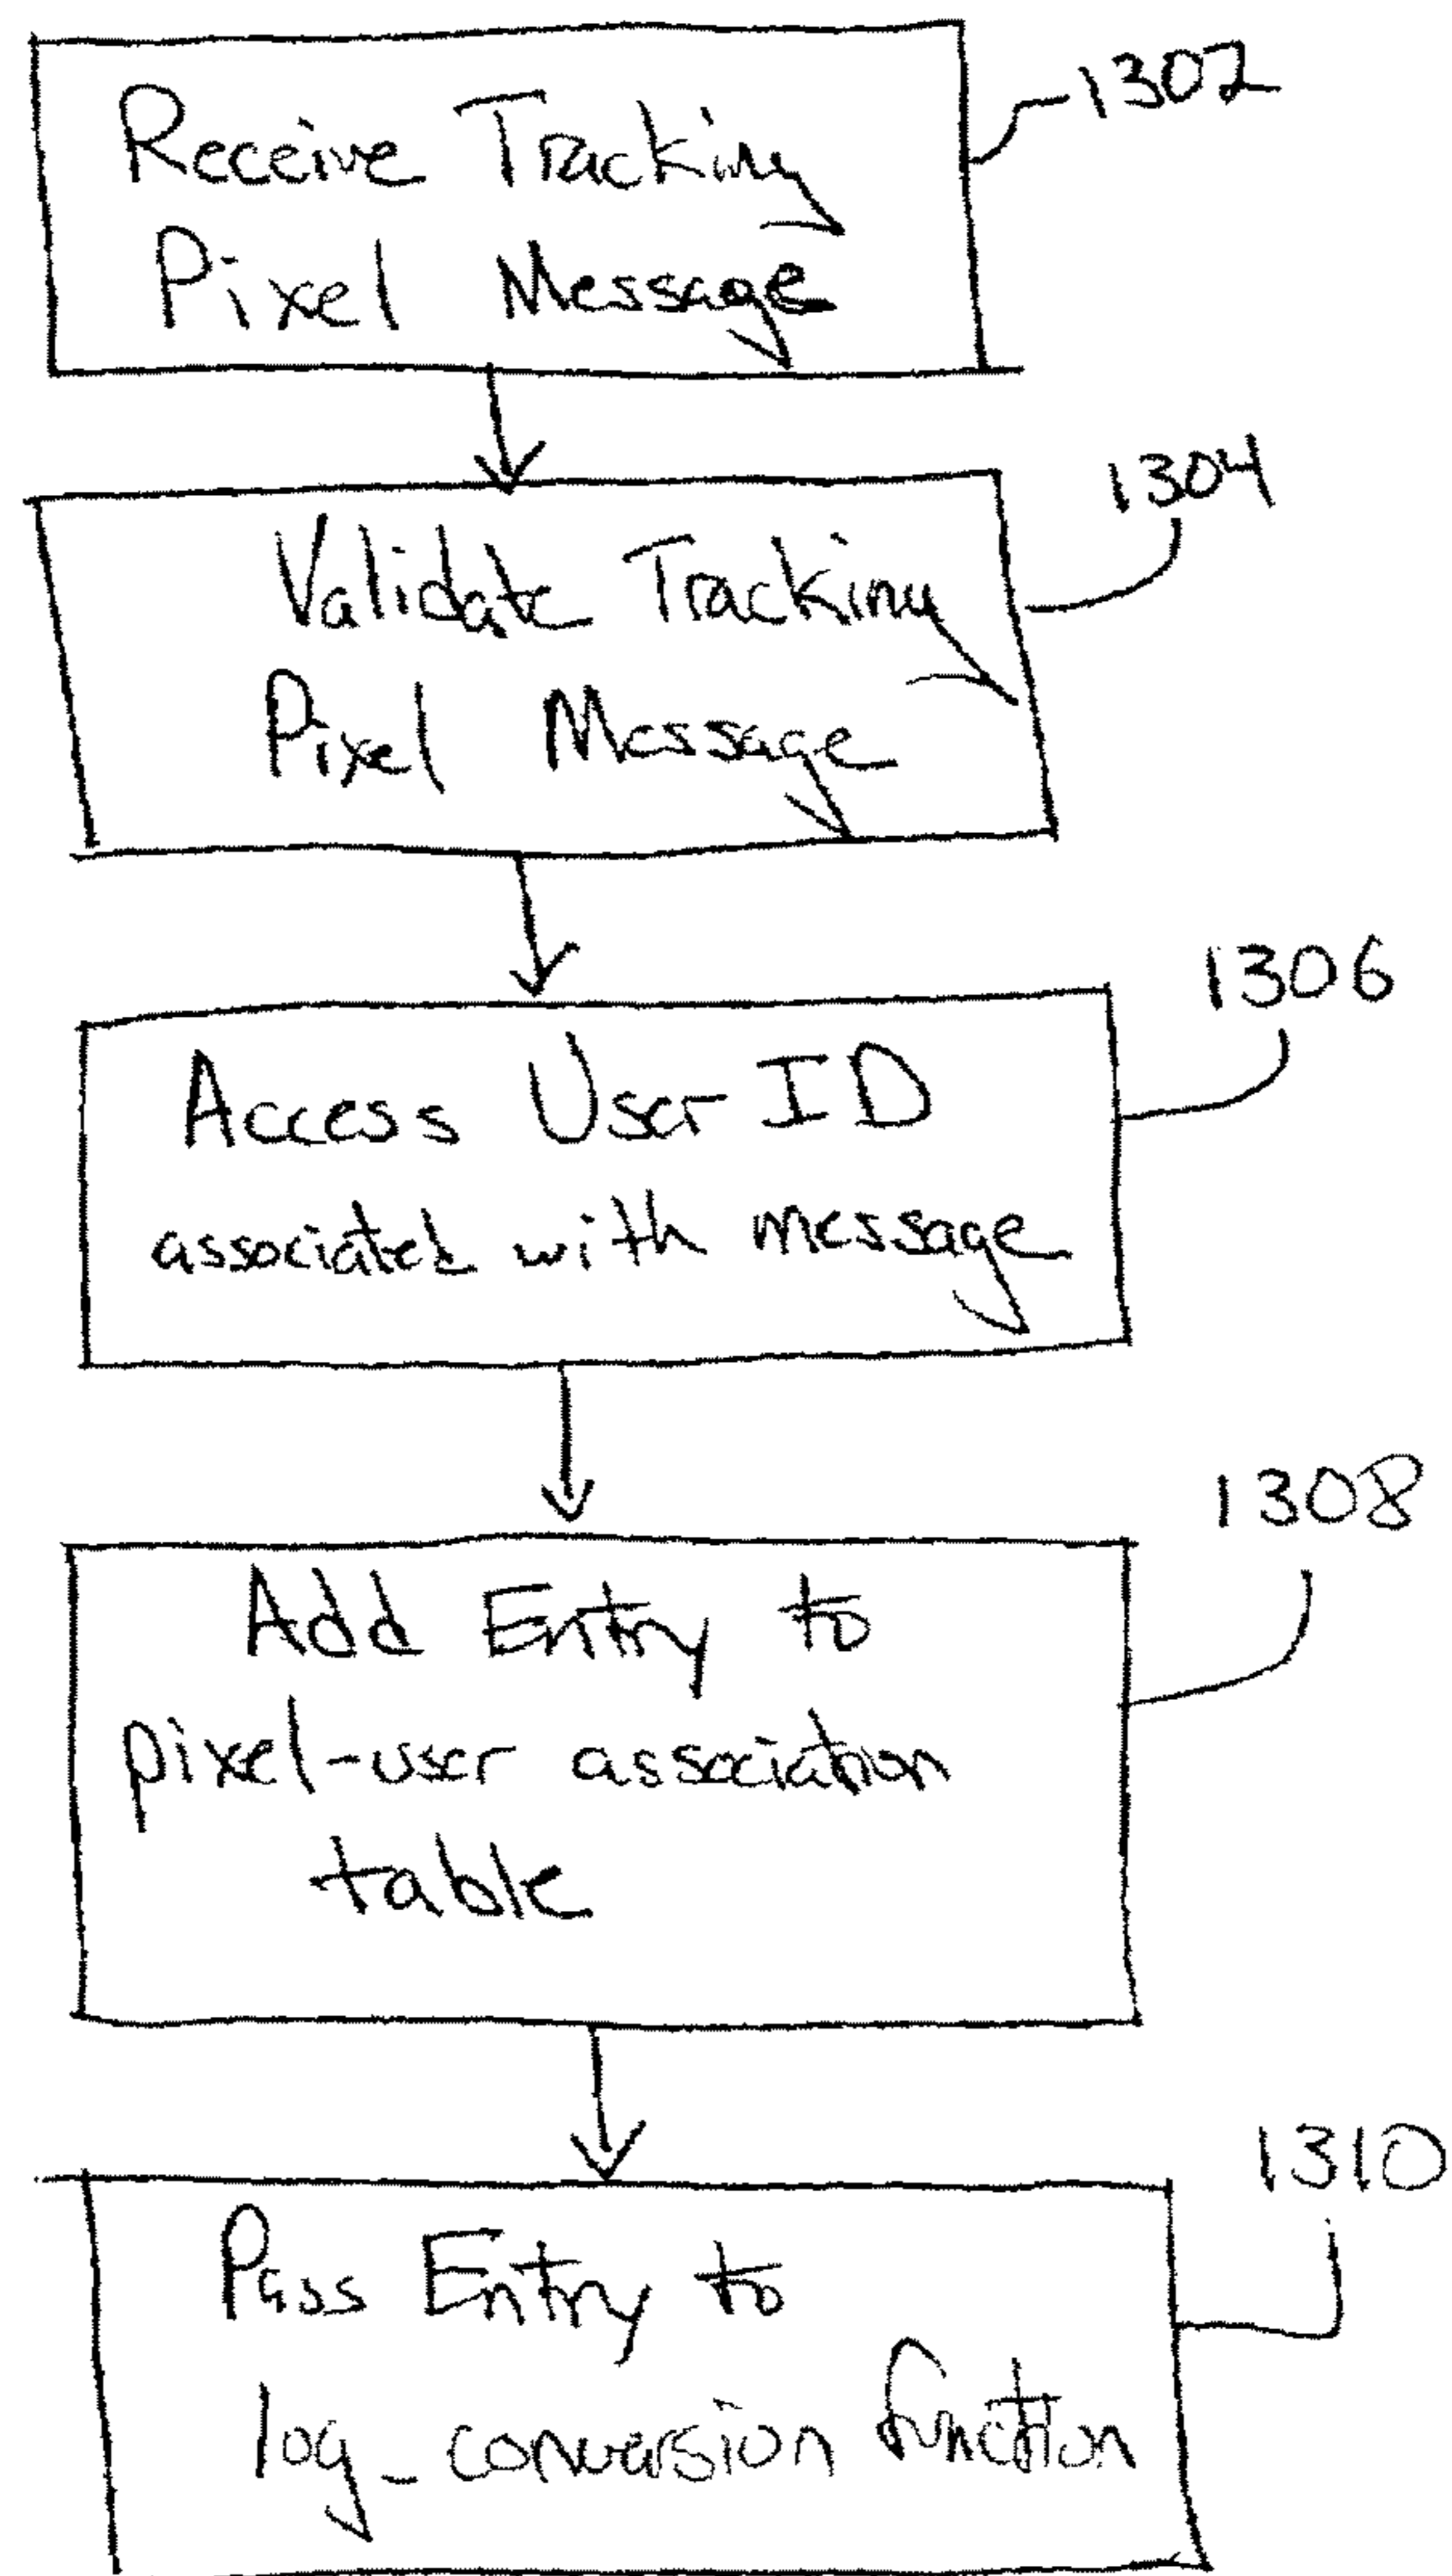 Receive Tracking
Pixel Message
1302
Validate Tracking
Pixel Message
1304
Access User ID
associated with message
1306
Add Entry to
pixel-user association
table
1308
Pass Entry to
log_conversion function
1310